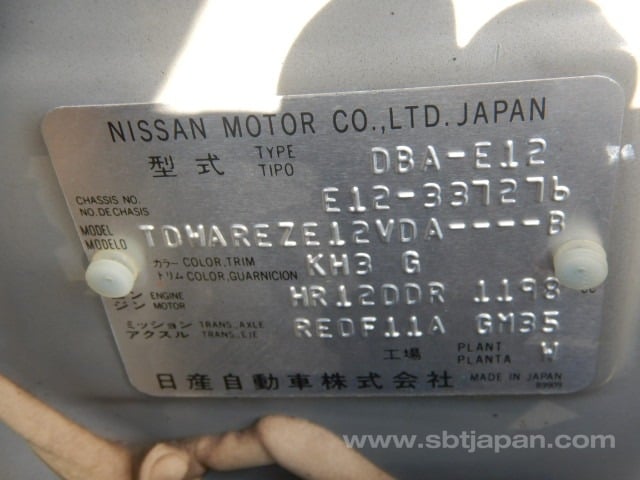 NISSAN MOTOR CO.,LTD. JAPAN
型式 TYPE TIPO DBA-E12
CHASSIS NO. NO.DE CHASIS E12-337276
MODEL MODELO TDMAREZE12VDA----B
カラー COLOR,TRIM トリム COLOR,GUARNICION KH3 G
ジン ENGINE MOTOR HR12DDR 1198 cc
ミッション TRANS.,AXLE アクスル TRANS.,EJE RE0F11A GM35
工場 PLANT PLANTA W
日産自動車株式会社 MADE IN JAPAN
www.sbtjapan.com